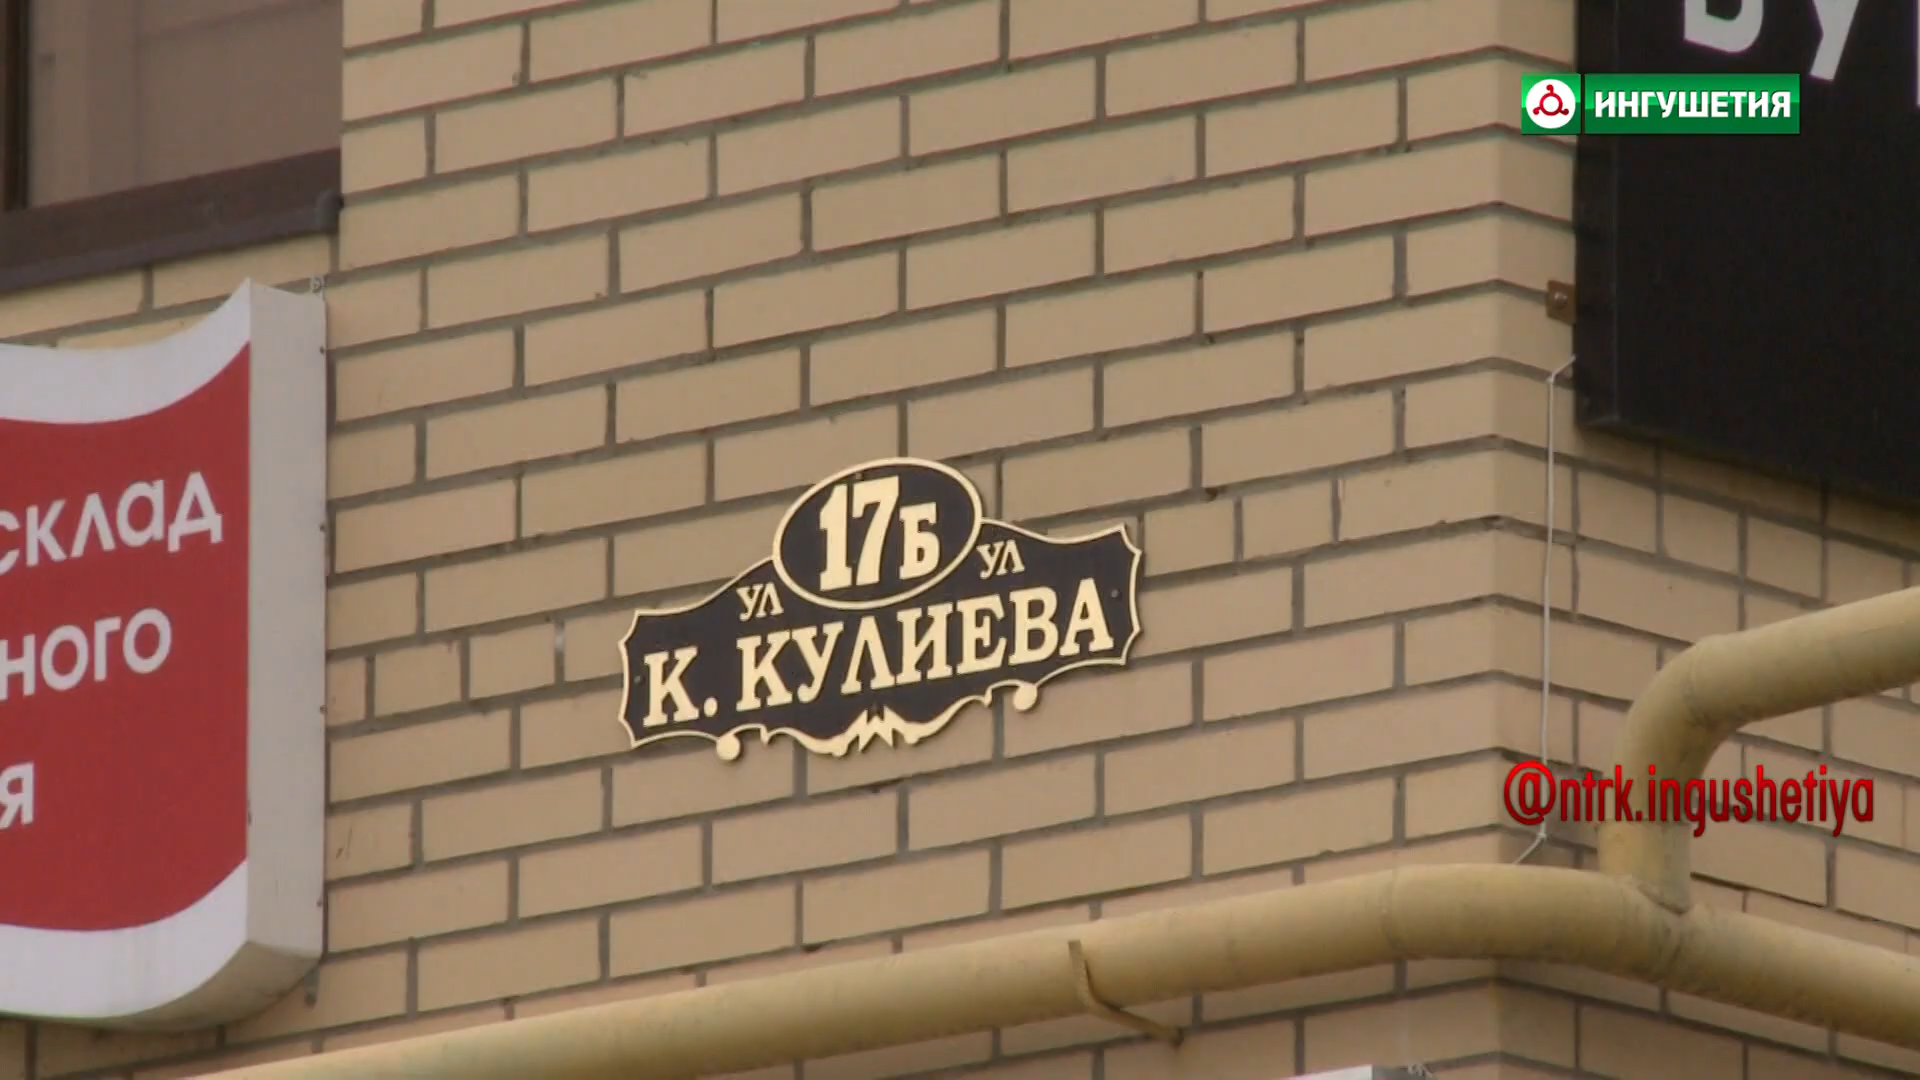 ИНГУШЕТИЯ
склад
ного
я
17Б
УЛ УЛ
К. КУЛИЕВА
@ntrk.ingushetiya